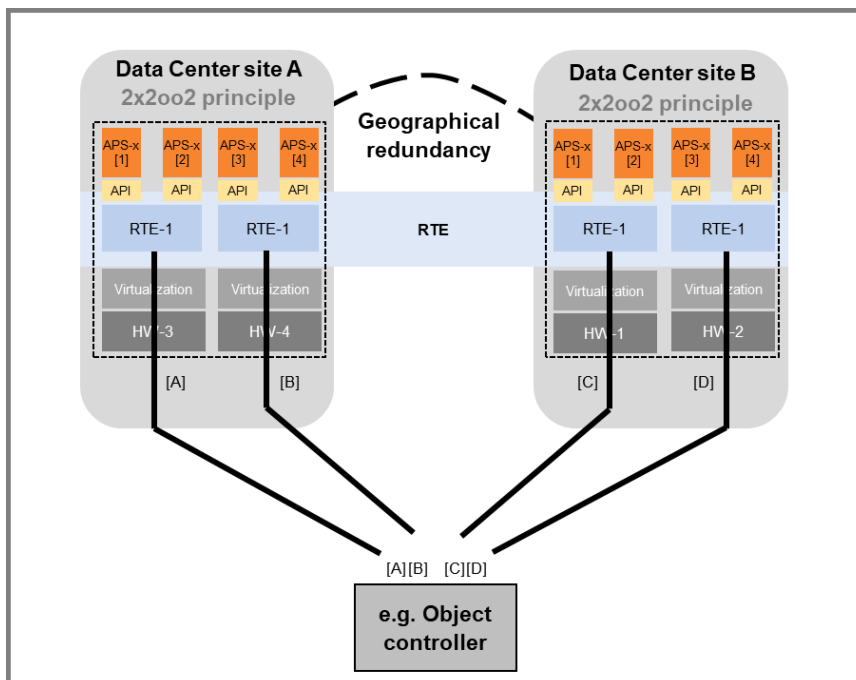 Data Center site A
2x2oo2 principle
APS-x [1]
APS-x [2]
APS-x [3]
APS-x [4]
API
API
API
API
RTE-1
RTE-1
Virtualization
Virtualization
HW-3
HW-4
[A]
[B]
Geographical
redundancy
RTE
Data Center site B
2x2oo2 principle
APS-x [1]
APS-x [2]
APS-x [3]
APS-x [4]
API
API
API
API
RTE-1
RTE-1
Virtualization
Virtualization
HW-1
HW-2
[C]
[D]
[A][B] [C][D]
e.g. Object
controller